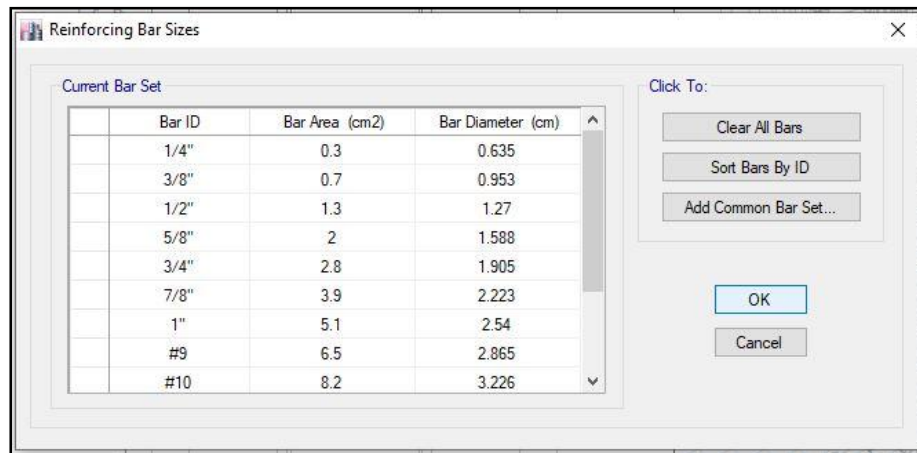 Reinforcing Bar Sizes
Current Bar Set
Bar ID Bar Area (cm2) Bar Diameter (cm)
1/4" 0.3 0.635
3/8" 0.7 0.953
1/2" 1.3 1.27
5/8" 2 1.588
3/4" 2.8 1.905
7/8" 3.9 2.223
1" 5.1 2.54
#9 6.5 2.865
#10 8.2 3.226
Click To:
Clear All Bars
Sort Bars By ID
Add Common Bar Set...
OK
Cancel